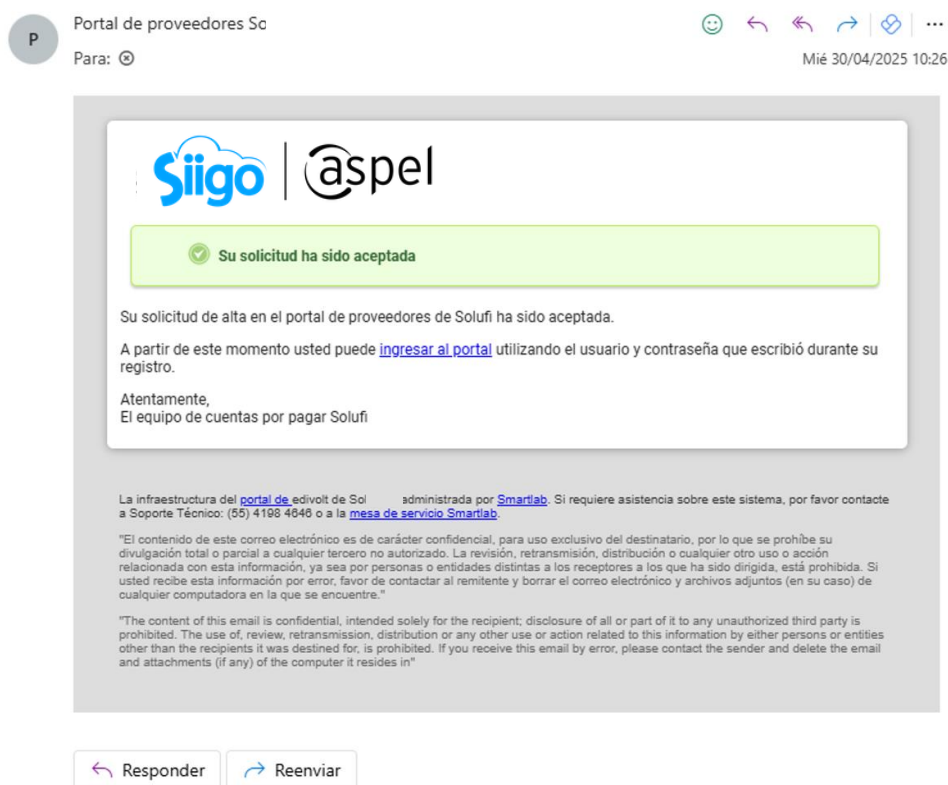 P
Portal de proveedores So
Para:
Mié 30/04/2025 10:26
Siigo | aspel
Su solicitud ha sido aceptada
Su solicitud de alta en el portal de proveedores de Solufi ha sido aceptada.
A partir de este momento usted puede ingresar al portal utilizando el usuario y contraseña que escribió durante su
registro.
Atentamente,
El equipo de cuentas por pagar Solufi
La infraestructura del portal de edivolt de Sol administrada por Smartlab. Si requiere asistencia sobre este sistema, por favor contacte
a Soporte Técnico: (55) 4198 4646 o a la mesa de servicio Smartlab.
"El contenido de este correo electrónico es de carácter confidencial, para uso exclusivo del destinatario, por lo que se prohíbe su
divulgación total o parcial a cualquier tercero no autorizado. La revisión, retransmisión, distribución o cualquier otro uso o acción
relacionada con esta información, ya sea por personas o entidades distintas a los receptores a los que ha sido dirigida, está prohibida. Si
usted recibe esta información por error, favor de contactar al remitente y borrar el correo electrónico y archivos adjuntos (en su caso) de
cualquier computadora en la que se encuentre."
"The content of this email is confidential, intended solely for the recipient; disclosure of all or part of it to any unauthorized third party is
prohibited. The use of, review, retransmission, distribution or any other use or action related to this information by either persons or entities
other than the recipients it was destined for, is prohibited. If you receive this email by error, please contact the sender and delete the email
and attachments (if any) of the computer it resides in"
Responder
Reenviar